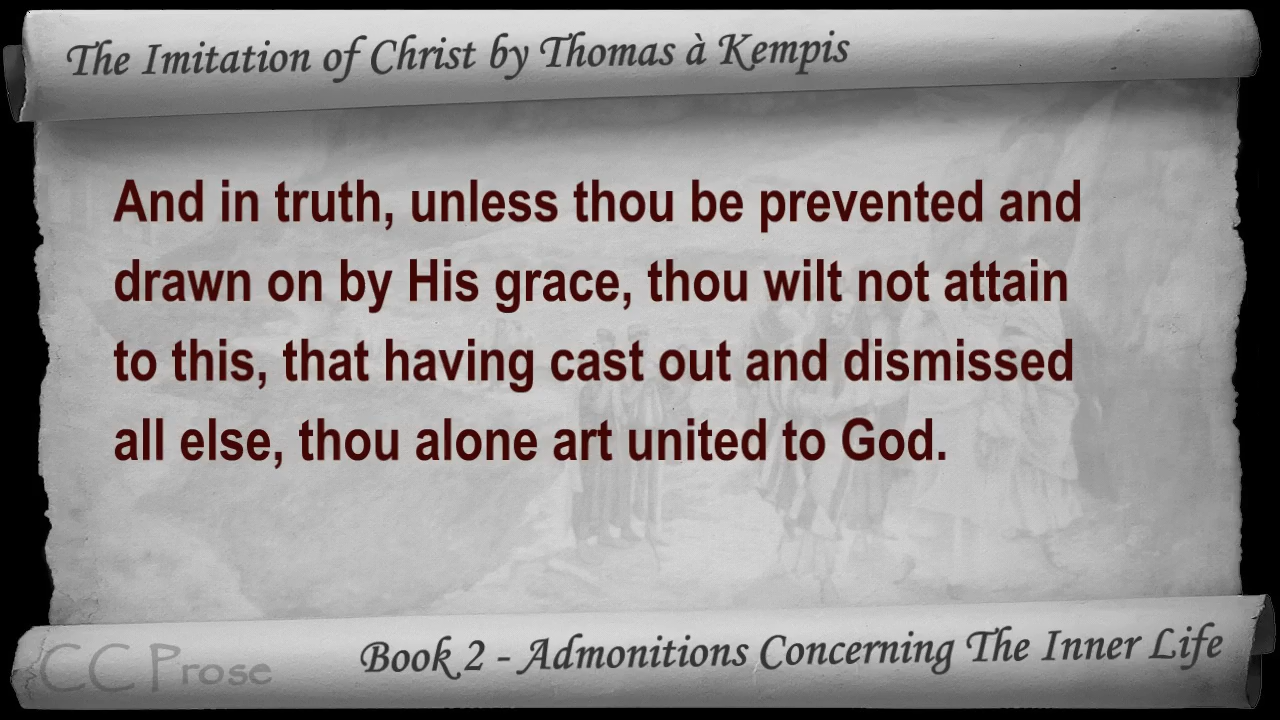 The Imitation of Christ by Thomas à Kempis
And in truth, unless thou be prevented and
drawn on by His grace, thou wilt not attain
to this, that having cast out and dismissed
all else, thou alone art united to God.
Book 2 - Admonitions Concerning The Inner Life
CC Prose